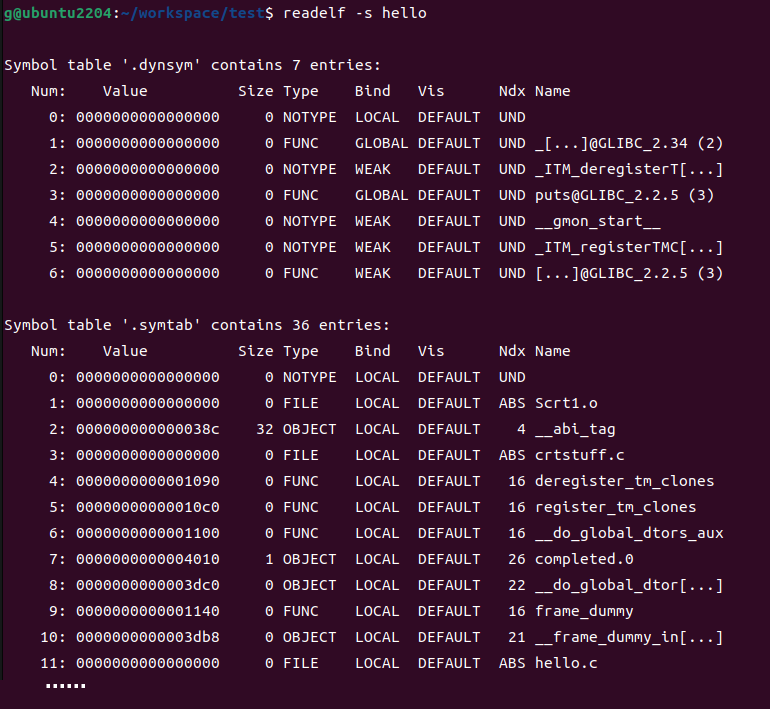 g@ubuntu2204:~/workspace/test$ readelf -s hello
Symbol table '.dynsym' contains 7 entries:
   Num:    Value          Size Type    Bind   Vis      Ndx Name
     0: 0000000000000000     0 NOTYPE  LOCAL  DEFAULT  UND
     1: 0000000000000000     0 FUNC    GLOBAL DEFAULT  UND _[...]@GLIBC_2.34 (2)
     2: 0000000000000000     0 NOTYPE  WEAK   DEFAULT  UND _ITM_deregisterT[...]
     3: 0000000000000000     0 FUNC    GLOBAL DEFAULT  UND puts@GLIBC_2.2.5 (3)
     4: 0000000000000000     0 NOTYPE  WEAK   DEFAULT  UND __gmon_start__
     5: 0000000000000000     0 NOTYPE  WEAK   DEFAULT  UND _ITM_registerTMC[...]
     6: 0000000000000000     0 FUNC    WEAK   DEFAULT  UND [...]@GLIBC_2.2.5 (3)
Symbol table '.symtab' contains 36 entries:
   Num:    Value          Size Type    Bind   Vis      Ndx Name
     0: 0000000000000000     0 NOTYPE  LOCAL  DEFAULT  UND
     1: 0000000000000000     0 FILE    LOCAL  DEFAULT  ABS Scrt1.o
     2: 000000000000038c    32 OBJECT  LOCAL  DEFAULT    4 __abi_tag
     3: 0000000000000000     0 FILE    LOCAL  DEFAULT  ABS crtstuff.c
     4: 0000000000001090     0 FUNC    LOCAL  DEFAULT   16 deregister_tm_clones
     5: 00000000000010c0     0 FUNC    LOCAL  DEFAULT   16 register_tm_clones
     6: 0000000000001100     0 FUNC    LOCAL  DEFAULT   16 __do_global_dtors_aux
     7: 0000000000004010     1 OBJECT  LOCAL  DEFAULT   26 completed.0
     8: 0000000000003dc0     0 OBJECT  LOCAL  DEFAULT   22 __do_global_dtor[...]
     9: 0000000000001140     0 FUNC    LOCAL  DEFAULT   16 frame_dummy
    10: 0000000000003db8     0 OBJECT  LOCAL  DEFAULT   21 __frame_dummy_in[...]
    11: 0000000000000000     0 FILE    LOCAL  DEFAULT  ABS hello.c
......